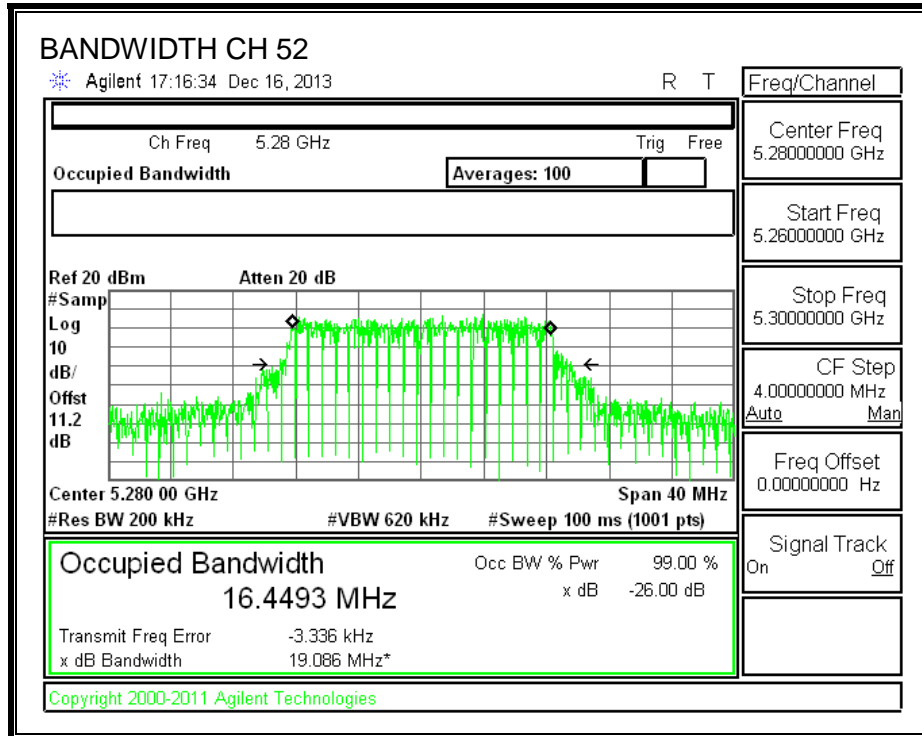 BANDWIDTH CH 52
Agilent 17:16:34 Dec 16, 2013 R T
Freq/Channel
Ch Freq 5.28 GHz Trig Free
Occupied Bandwidth Averages: 100
Center Freq
5.28000000 GHz
Start Freq
5.26000000 GHz
Stop Freq
5.30000000 GHz
CF Step
4.00000000 MHz
Auto Man
Freq Offset
0.00000000 Hz
Signal Track
On Off
Ref 20 dBm Atten 20 dB
#Samp
Log
10
dB/
Offst
11.2
dB
Center 5.280 00 GHz Span 40 MHz
#Res BW 200 kHz #VBW 620 kHz #Sweep 100 ms (1001 pts)
Occupied Bandwidth
16.4493 MHz
Occ BW % Pwr 99.00 %
x dB -26.00 dB
Transmit Freq Error -3.336 kHz
x dB Bandwidth 19.086 MHz*
Copyright 2000-2011 Agilent Technologies